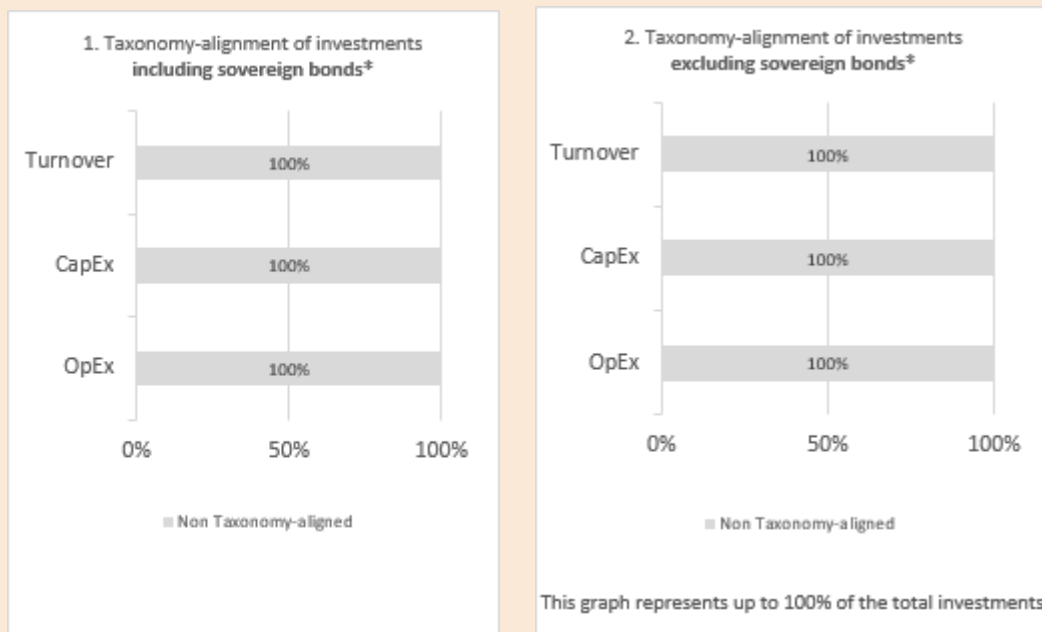 1. Taxonomy-alignment of investments
including sovereign bonds*
Turnover
100%
CapEx
100%
OpEx
100%
0%
50%
100%
Non Taxonomy-aligned
2. Taxonomy-alignment of investments
excluding sovereign bonds*
Turnover
100%
CapEx
100%
OpEx
100%
0%
50%
100%
Non Taxonomy-aligned
This graph represents up to 100% of the total investments